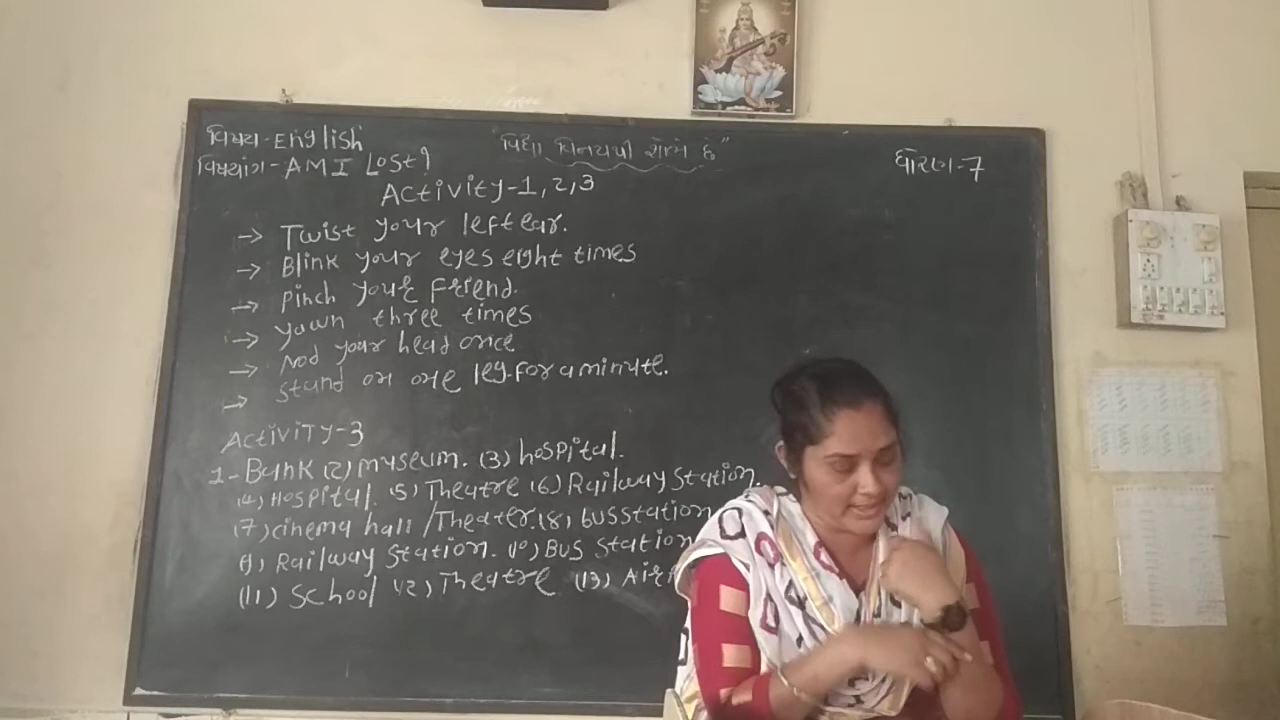 વિષય-English
"વિદ્યા વિનયથી શોભે છે"
ધોરણ-7
વિષયાંગ-AM I Lost?
Activity-1,2,3
→ Twist your left ear.
→ Blink your eyes eight times
→ Pinch your friend.
→ yawn three times
→ Nod your head once
→ Stand on one leg.for a minute.
Activity-3
1-Bank (2) museum. (3) hospital.
(4) Hospital. 5) Theatre (6) Railway Station.
(7) cinema hall /Theater.(8) bus station
9) Railway Station. 10) Bus Station
(11) School 12) Theatre (13)